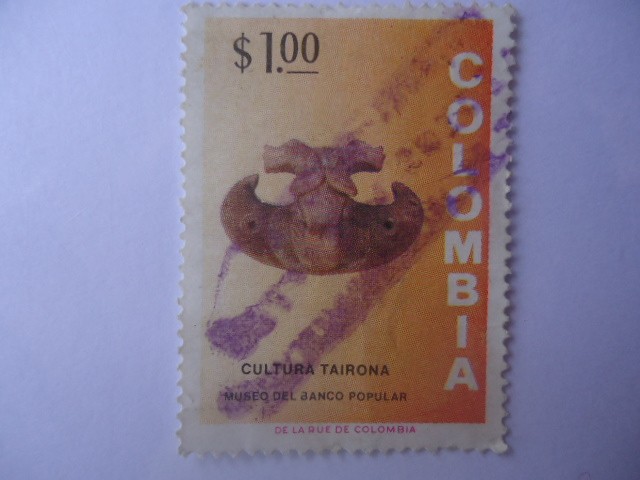 $1.00
COLOMBIA
CULTURA TAIRONA
MUSEO DEL BANCO POPULAR
DE LA RUE DE COLOMBIA